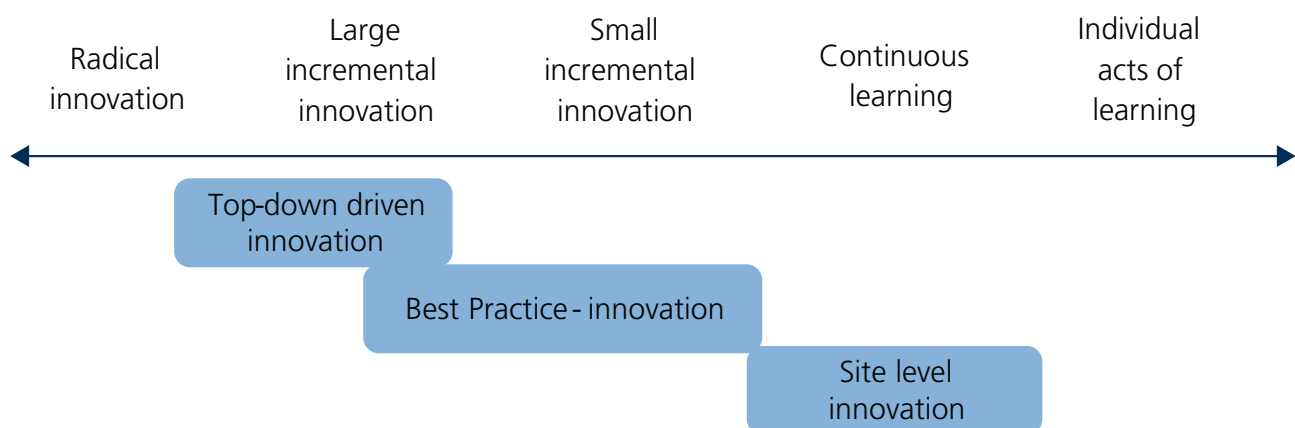 Radical
innovation
Large
incremental
innovation
Small
incremental
innovation
Continuous
learning
Individual
acts of
learning
Top-down driven
innovation
Best Practice - innovation
Site level
innovation